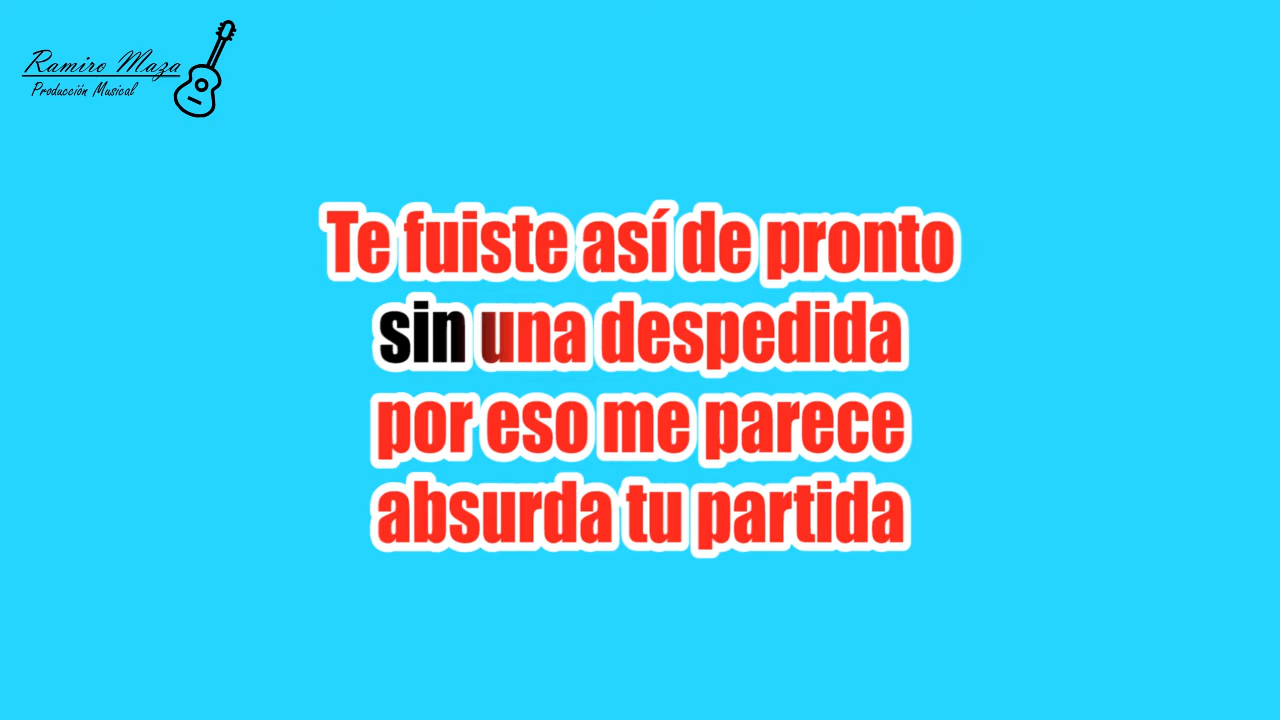 Ramiro Maza
Producción Musical
Te fuiste así de pronto
sin una despedida
por eso me parece
absurda tu partida